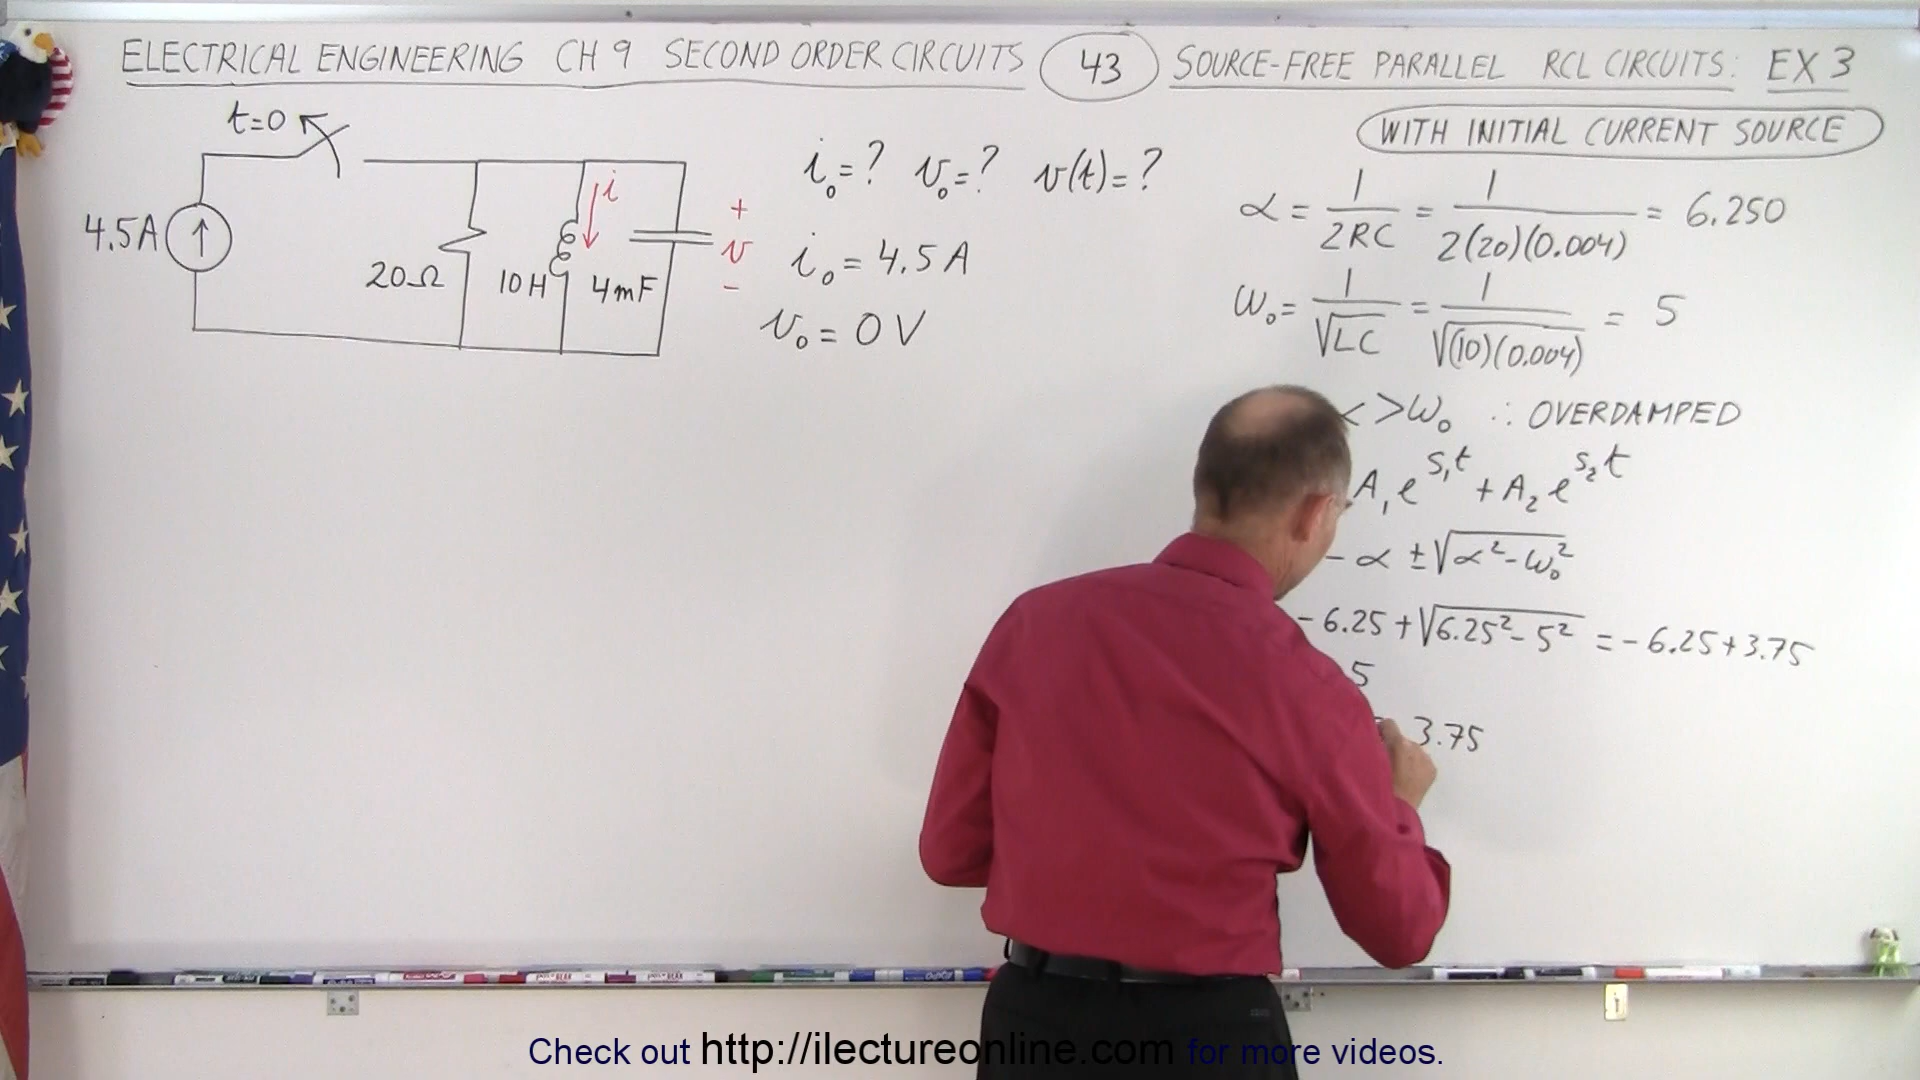 ELECTRICAL ENGINEERING CH 9 SECOND ORDER CIRCUITS 43 SOURCE-FREE PARALLEL RCL CIRCUITS: EX 3
WITH INITIAL CURRENT SOURCE
t=0
4.5A
20Ω
10H
4mF
i
+
v
-
i₀=? v₀=? v(t)=?
i₀ = 4.5 A
v₀ = 0 V
α = 1/2RC = 1/2(20)(0.004) = 6.250
ω₀ = 1/√LC = 1/√(10)(0.004) = 5
>ω₀ ∴ OVERDAMPED
A₁e^s₁t + A₂e^s₂t
-α ±√α²-ω₀²
-6.25+√6.25²-5² = -6.25+3.75
5
3.75
Check out http://ilectureonline.com for more videos.